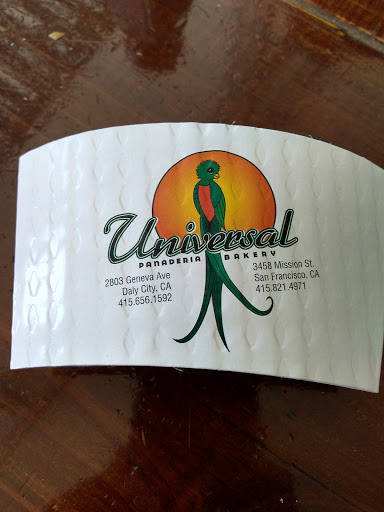 Universal
PANADERIA BAKERY
2803 Geneva Ave
Daly City, CA
415.656.1592
3458 Mission St.
San Francisco, CA
415.821.4971